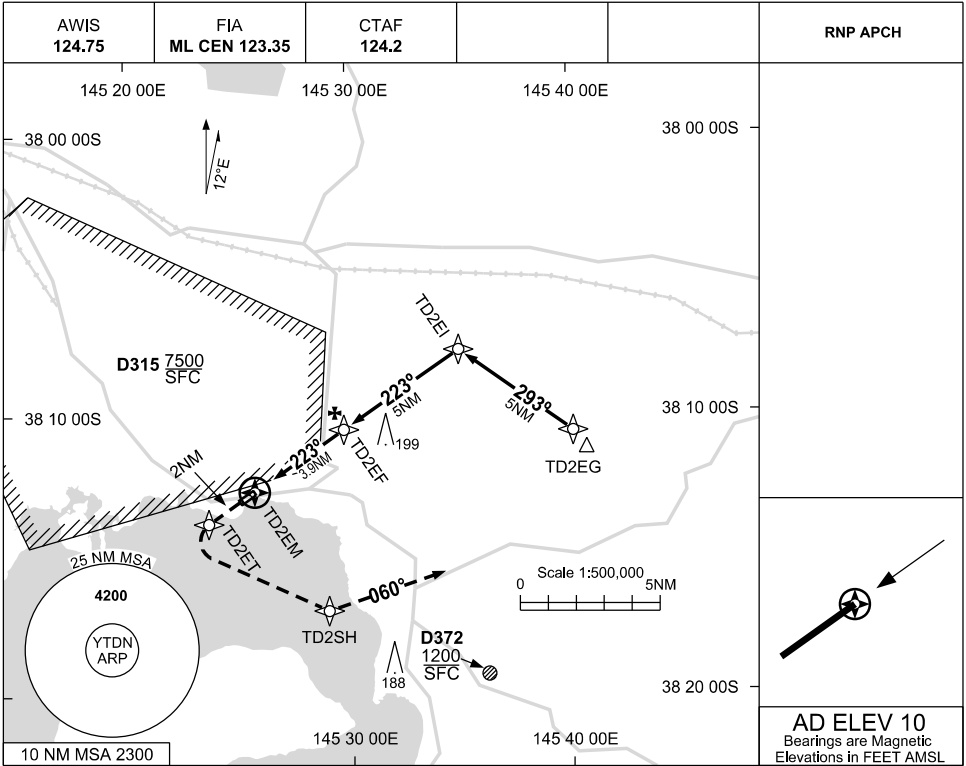 AWIS
124.75
FIA
ML CEN 123.35
CTAF
124.2
RNP APCH
145 20 00E
145 30 00E
145 40 00E
38 00 00S
38 00 00S
12°E
TD2EI
D315 7500
SFC
223°
5NM
293°
5NM
38 10 00S
38 10 00S
199
TD2EF
TD2EG
223°
3.9NM
2NM
TD2EM
TD2ET
25 NM MSA
4200
YTDN
ARP
060°
Scale 1:500,000
0
5NM
TD2SH
D372
1200
SFC
188
38 20 00S
145 30 00E
145 40 00E
10 NM MSA 2300
AD ELEV 10
Bearings are Magnetic
Elevations in FEET AMSL